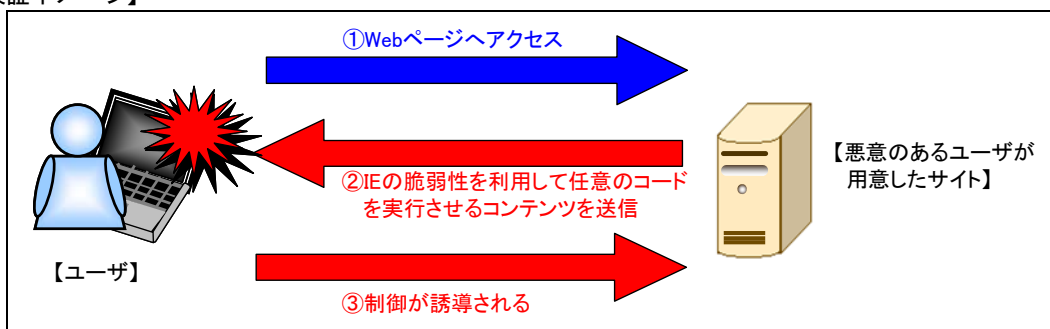 ①Webページへアクセス
②IEの脆弱性を利用して任意のコード
を実行させるコンテンツを送信
【悪意のあるユーザが
用意したサイト】
【ユーザ】
③制御が誘導される